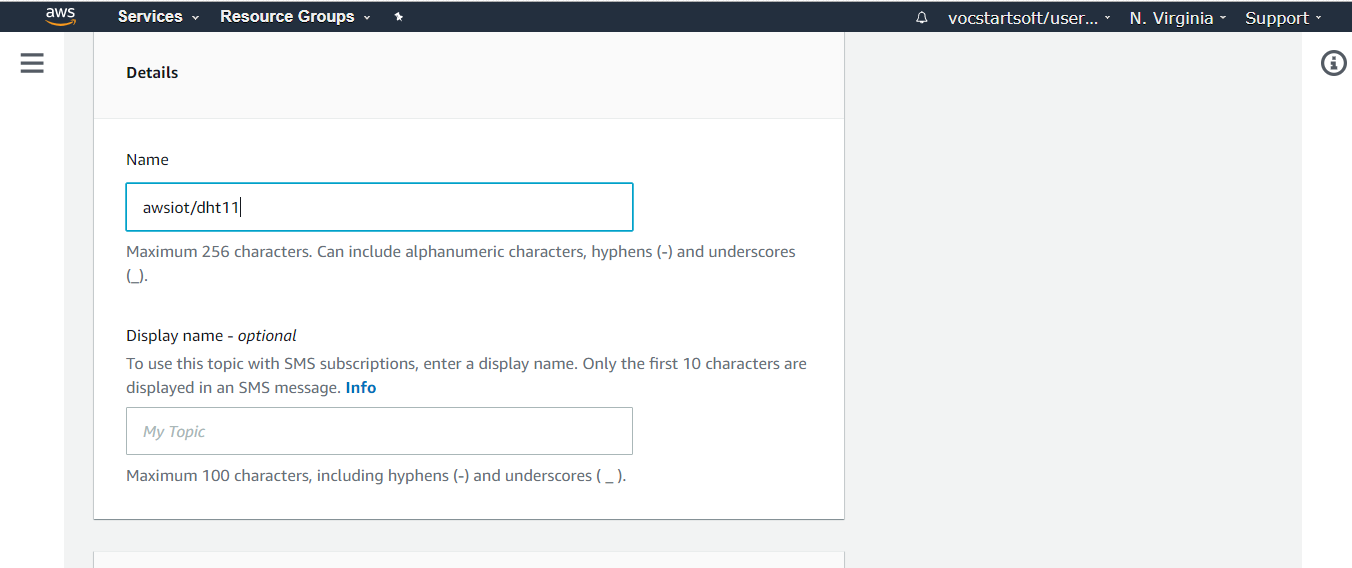 aws Services Resource Groups vocstartsoft/user... N. Virginia Support
Details
Name
awsiot/dht11
Maximum 256 characters. Can include alphanumeric characters, hyphens (-) and underscores
(_).
Display name - optional
To use this topic with SMS subscriptions, enter a display name. Only the first 10 characters are
displayed in an SMS message. Info
My Topic
Maximum 100 characters, including hyphens (-) and underscores ( _ ).